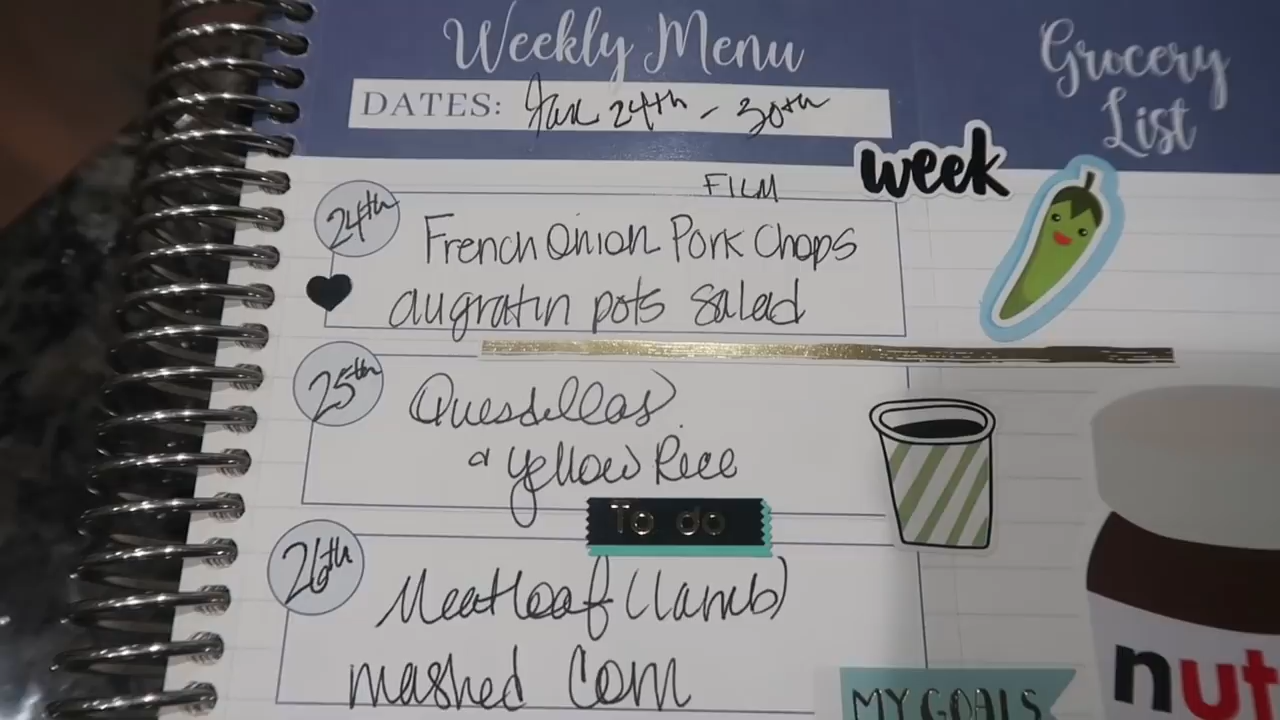 Weekly Menu
Grocery
List
DATES: Jan 24th - 30th
week
FILM
24th
French Onion Pork Chops
augratin pots salad
25th
Quesdillas
& Yellow Rice
To do
26th
Meatloaf (lamb)
mashed Corn
MY GOALS
nut